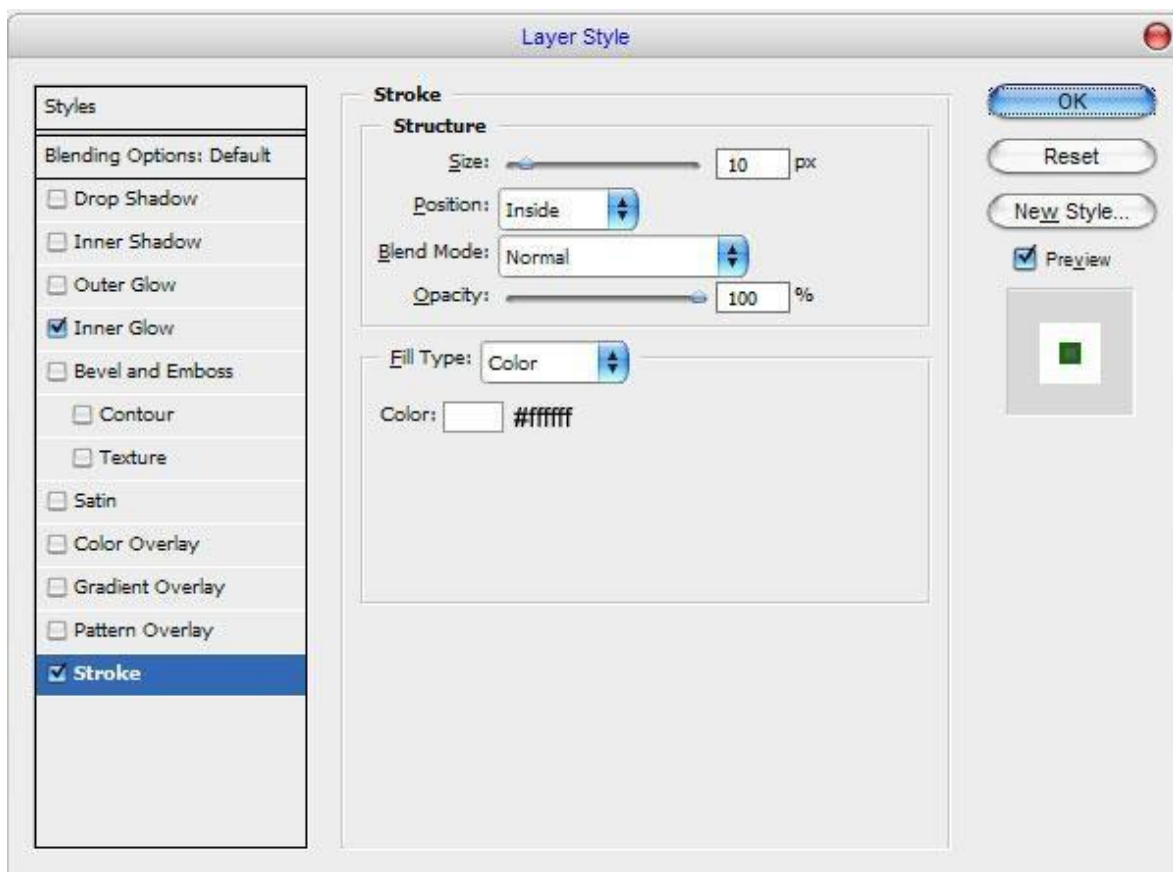 Layer Style
Styles
Blending Options: Default
Drop Shadow
Inner Shadow
Outer Glow
Inner Glow
Bevel and Emboss
Contour
Texture
Satin
Color Overlay
Gradient Overlay
Pattern Overlay
Stroke
Stroke
Structure
Size: 10 px
Position: Inside
Blend Mode: Normal
Opacity: 100 %
Fill Type: Color
Color: #ffffff
OK
Reset
New Style...
Preview